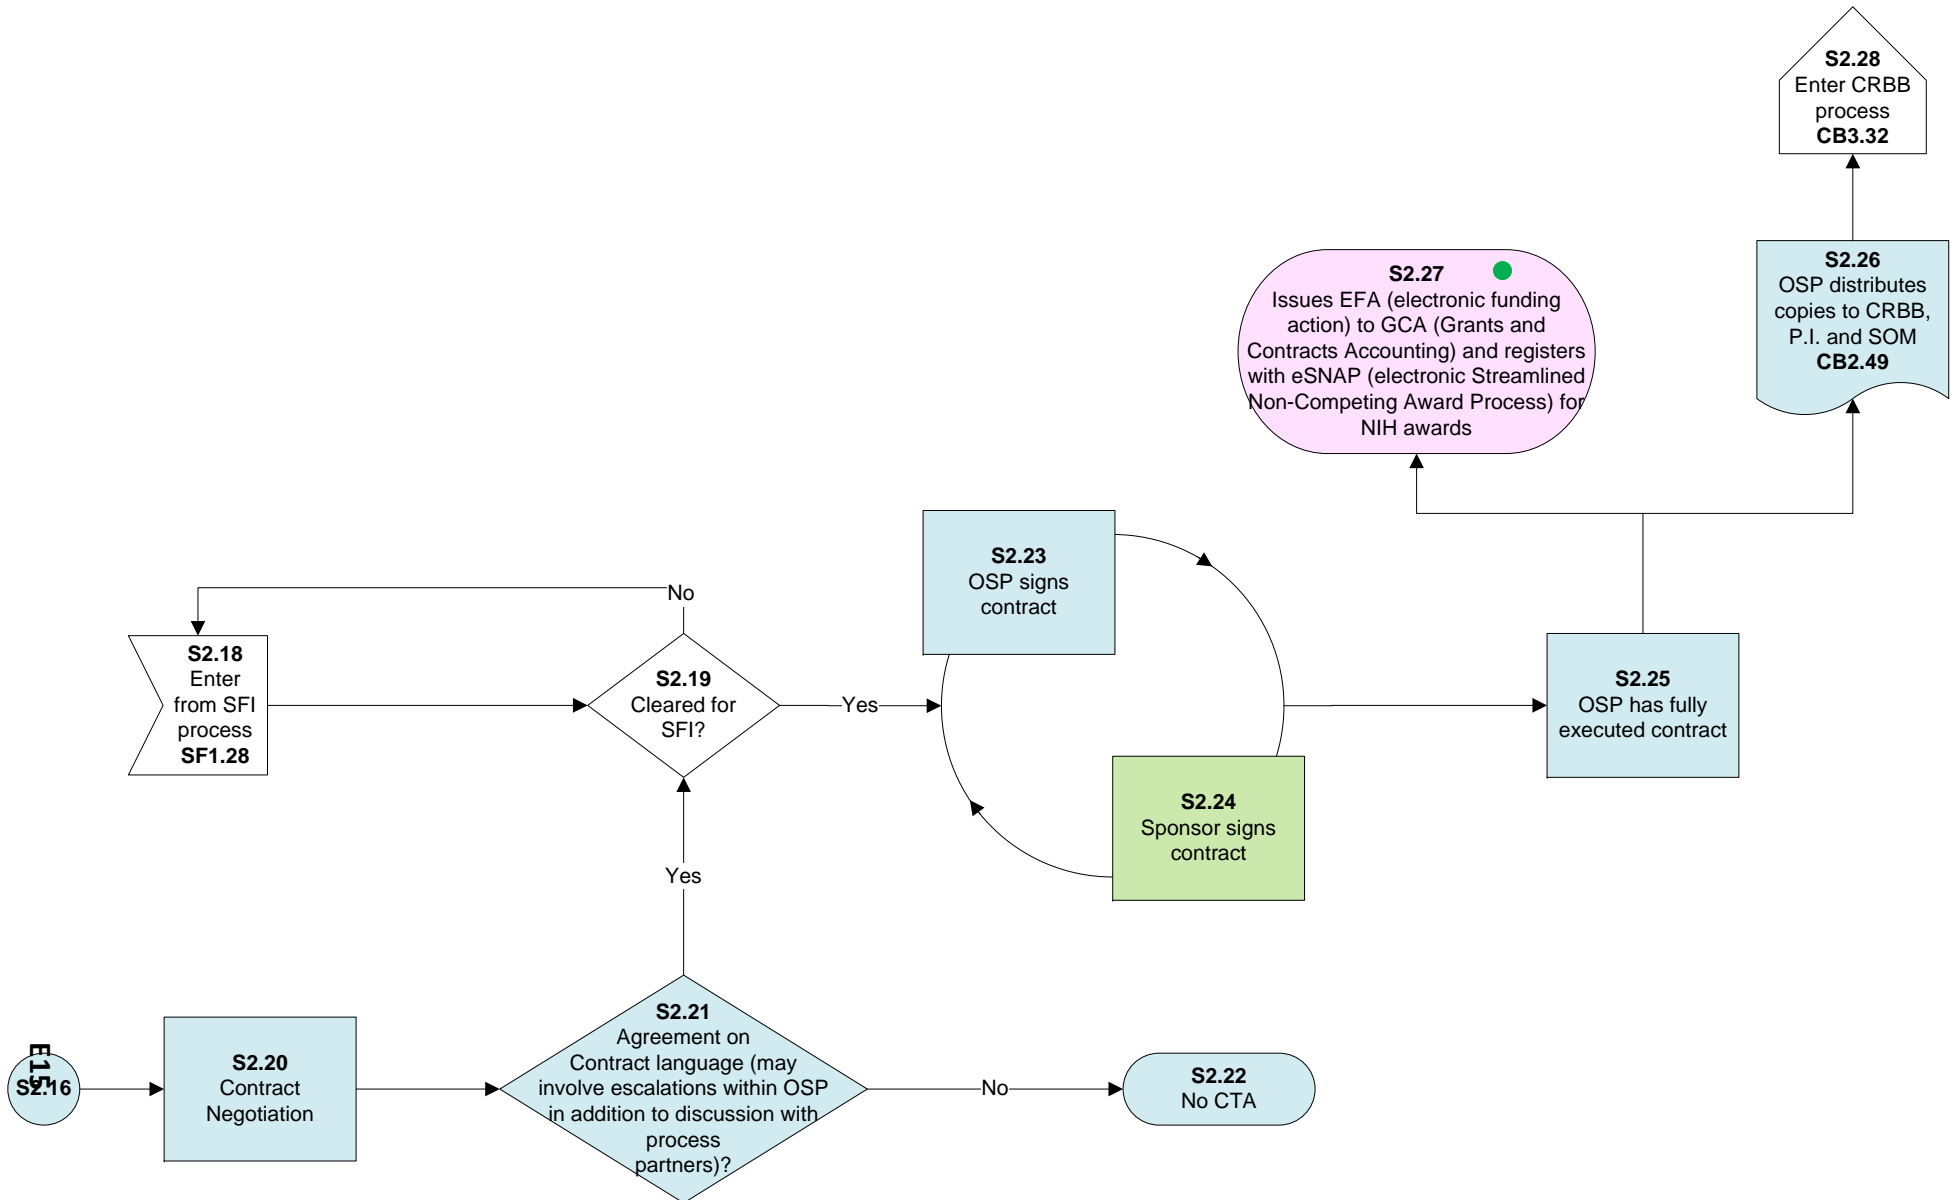 S2.28
Enter CRBB
process
CB3.32
S2.26
OSP distributes
copies to CRBB,
P.I. and SOM
CB2.49
S2.27
Issues EFA (electronic funding
action) to GCA (Grants and
Contracts Accounting) and registers
with eSNAP (electronic Streamlined
Non-Competing Award Process) for
NIH awards
S2.23
OSP signs
contract
No
S2.18
Enter
from SFI
process
SF1.28
S2.19
Cleared for
SFI?
Yes
S2.25
OSP has fully
executed contract
S2.24
Sponsor signs
contract
Yes
E15
S2.16
S2.20
Contract
Negotiation
S2.21
Agreement on
Contract language (may
involve escalations within OSP
in addition to discussion with
process
partners)?
No
S2.22
No CTA